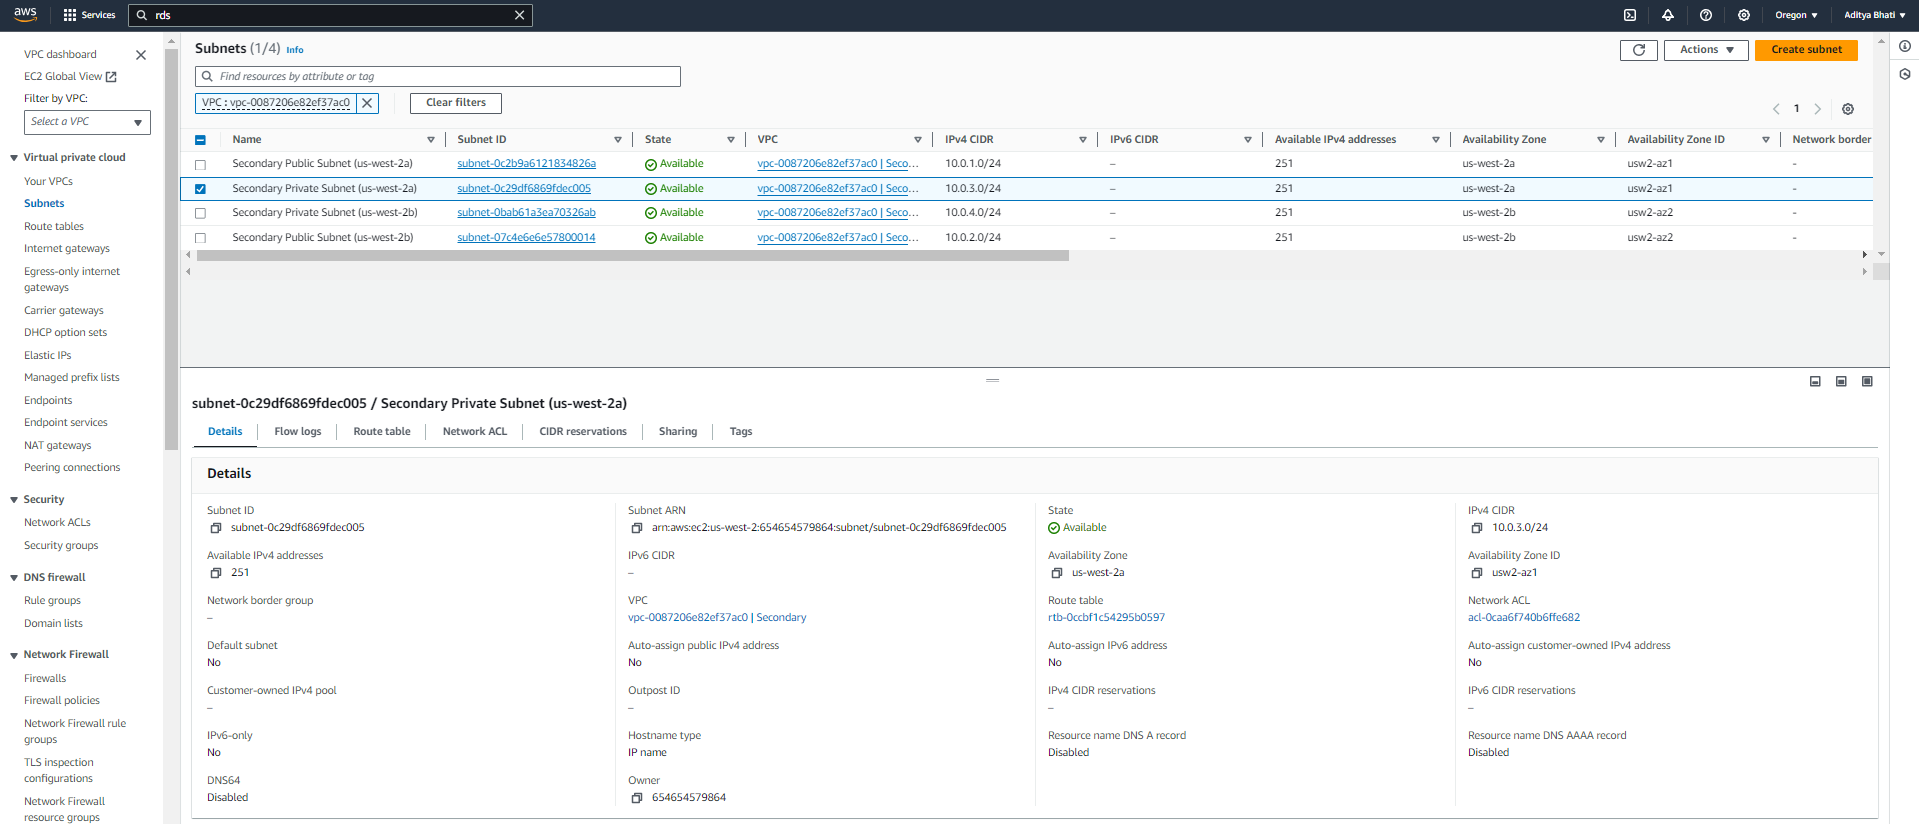 aws Services rds Oregon ▼ Aditya Bhati ▼
VPC dashboard
EC2 Global View
Filter by VPC:
Select a VPC
Virtual private cloud
Your VPCs
Subnets
Route tables
Internet gateways
Egress-only internet
gateways
Carrier gateways
DHCP option sets
Elastic IPs
Managed prefix lists
Endpoints
Endpoint services
NAT gateways
Peering connections
Security
Network ACLs
Security groups
DNS firewall
Rule groups
Domain lists
Network Firewall
Firewalls
Firewall policies
Network Firewall rule
groups
TLS inspection
configurations
Network Firewall
resource groups
Subnets (1/4) Info
Actions ▼ Create subnet
Find resources by attribute or tag
VPC : vpc-0087206e82ef37ac0 Clear filters
1
Name Subnet ID State VPC IPv4 CIDR IPv6 CIDR Available IPv4 addresses Availability Zone Availability Zone ID Network border
Secondary Public Subnet (us-west-2a) subnet-0c2b9a6121834826a Available vpc-0087206e82ef37ac0 | Seco... 10.0.1.0/24 – 251 us-west-2a usw2-az1 -
Secondary Private Subnet (us-west-2a) subnet-0c29df6869fdec005 Available vpc-0087206e82ef37ac0 | Seco... 10.0.3.0/24 – 251 us-west-2a usw2-az1 -
Secondary Private Subnet (us-west-2b) subnet-0bab61a3ea70326ab Available vpc-0087206e82ef37ac0 | Seco... 10.0.4.0/24 – 251 us-west-2b usw2-az2 -
Secondary Public Subnet (us-west-2b) subnet-07c4e6e6e57800014 Available vpc-0087206e82ef37ac0 | Seco... 10.0.2.0/24 – 251 us-west-2b usw2-az2 -
subnet-0c29df6869fdec005 / Secondary Private Subnet (us-west-2a)
Details Flow logs Route table Network ACL CIDR reservations Sharing Tags
Details
Subnet ID Subnet ARN State IPv4 CIDR
subnet-0c29df6869fdec005 arn:aws:ec2:us-west-2:654654579864:subnet/subnet-0c29df6869fdec005 Available 10.0.3.0/24
Available IPv4 addresses IPv6 CIDR Availability Zone Availability Zone ID
251 – us-west-2a usw2-az1
Network border group VPC Route table Network ACL
– vpc-0087206e82ef37ac0 | Secondary rtb-0ccbf1c54295b0597 acl-0caa6f740b6ffe682
Default subnet Auto-assign public IPv4 address Auto-assign IPv6 address Auto-assign customer-owned IPv4 address
No No No No
Customer-owned IPv4 pool Outpost ID IPv4 CIDR reservations IPv6 CIDR reservations
– – – –
IPv6-only Hostname type Resource name DNS A record Resource name DNS AAAA record
No IP name Disabled Disabled
DNS64 Owner
Disabled 654654579864